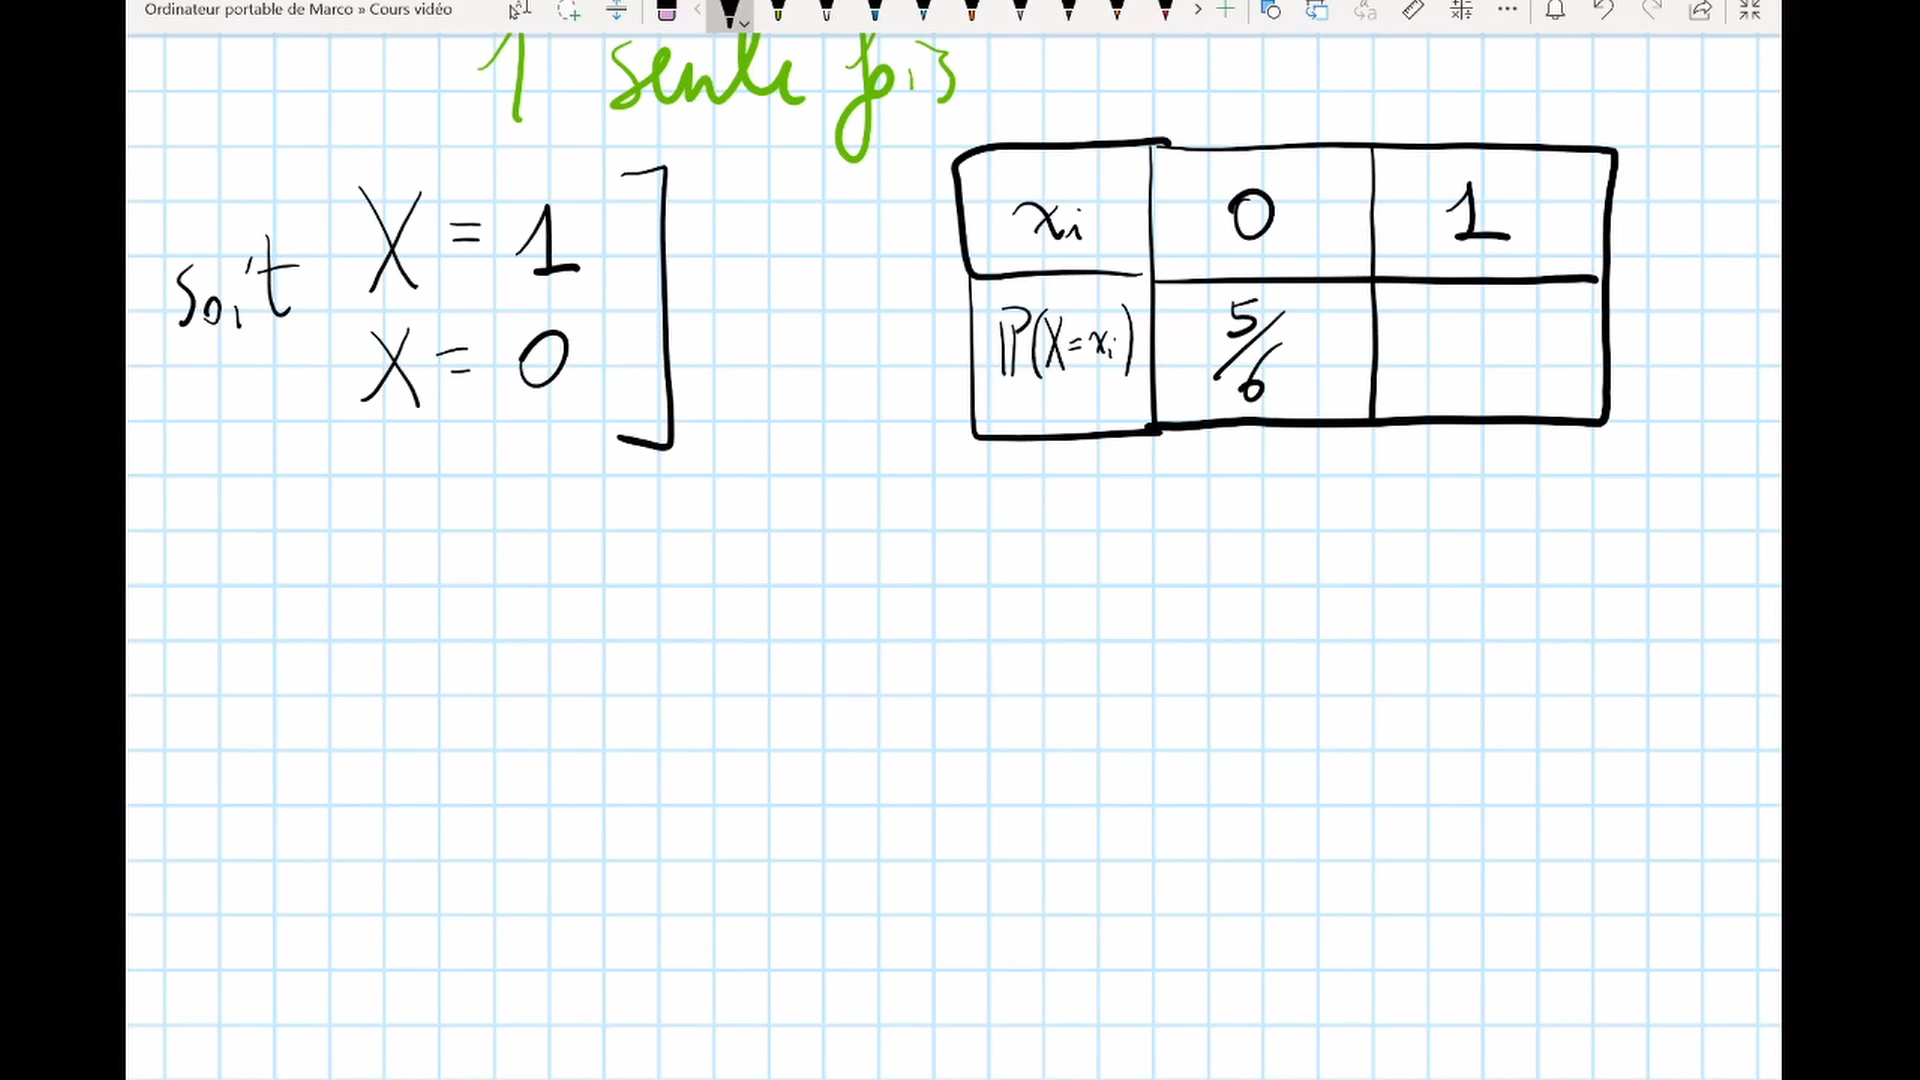 Ordinateur portable de Marco » Cours vidéo
1 seule fois
soit X = 1
X = 0
xi 0 1
ℙ(X=xi) 5/6